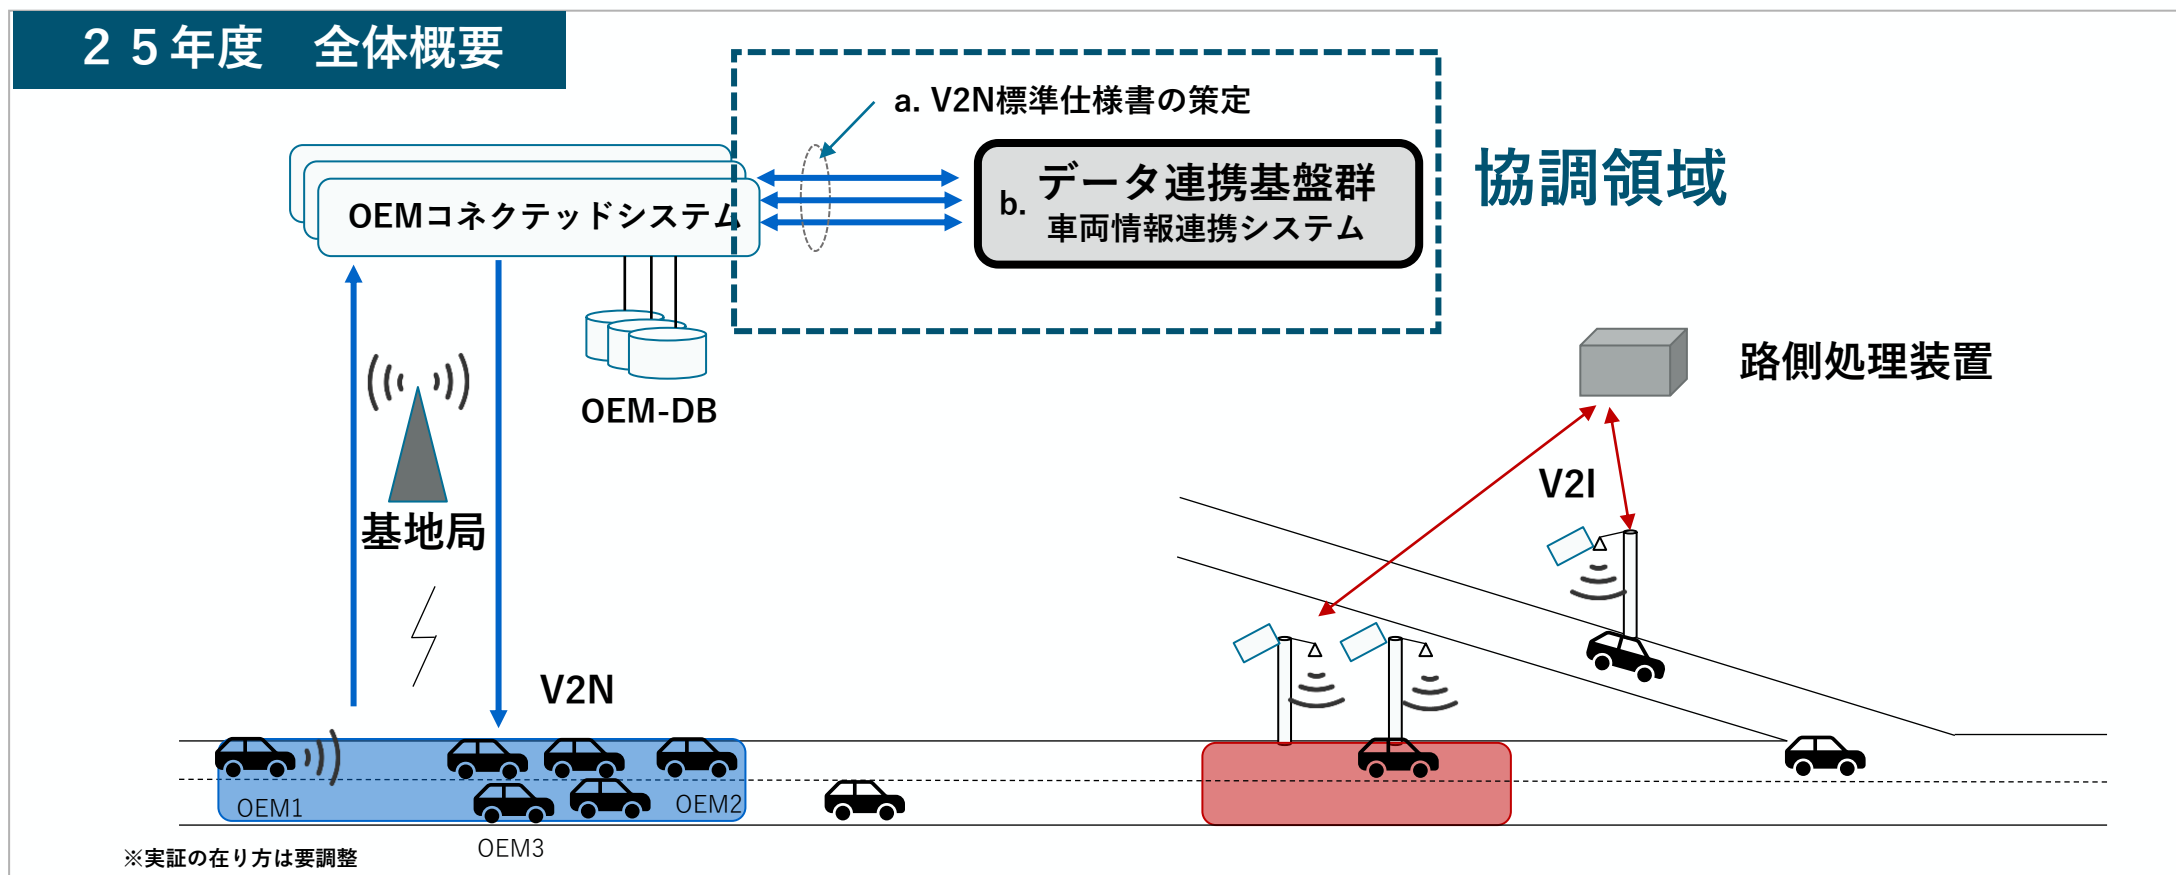 ２５年度　全体概要
a. V2N標準仕様書の策定
OEMコネクテッドシステム
b. データ連携基盤群
車両情報連携システム
協調領域
路側処理装置
OEM-DB
V2I
基地局
V2N
OEM1
OEM2
OEM3
※実証の在り方は要調整